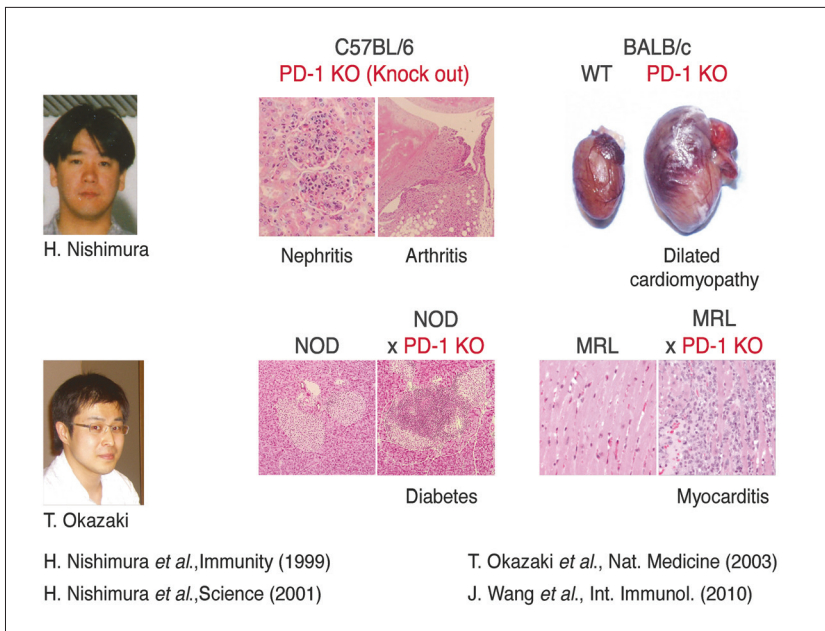 C57BL/6
PD-1 KO (Knock out)
BALB/c
WT PD-1 KO
H. Nishimura
Nephritis
Arthritis
Dilated
cardiomyopathy
NOD
NOD
x PD-1 KO
MRL
MRL
x PD-1 KO
Diabetes
Myocarditis
T. Okazaki
H. Nishimura et al.,Immunity (1999)
H. Nishimura et al.,Science (2001)
T. Okazaki et al., Nat. Medicine (2003)
J. Wang et al., Int. Immunol. (2010)